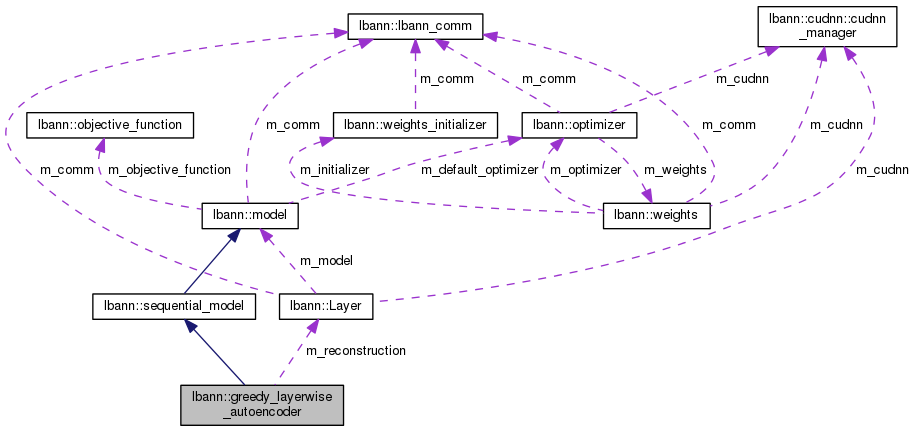 lbann::lbann_comm
lbann::cudnn::cudnn
_manager
m_comm
m_comm
m_cudnn
lbann::objective_function
lbann::weights_initializer
lbann::optimizer
m_comm
m_comm
m_cudnn
m_comm
m_objective_function
m_initializer
m_default_optimizer
m_optimizer
m_weights
m_cudnn
lbann::model
lbann::weights
m_model
lbann::sequential_model
lbann::Layer
m_reconstruction
lbann::greedy_layerwise
_autoencoder